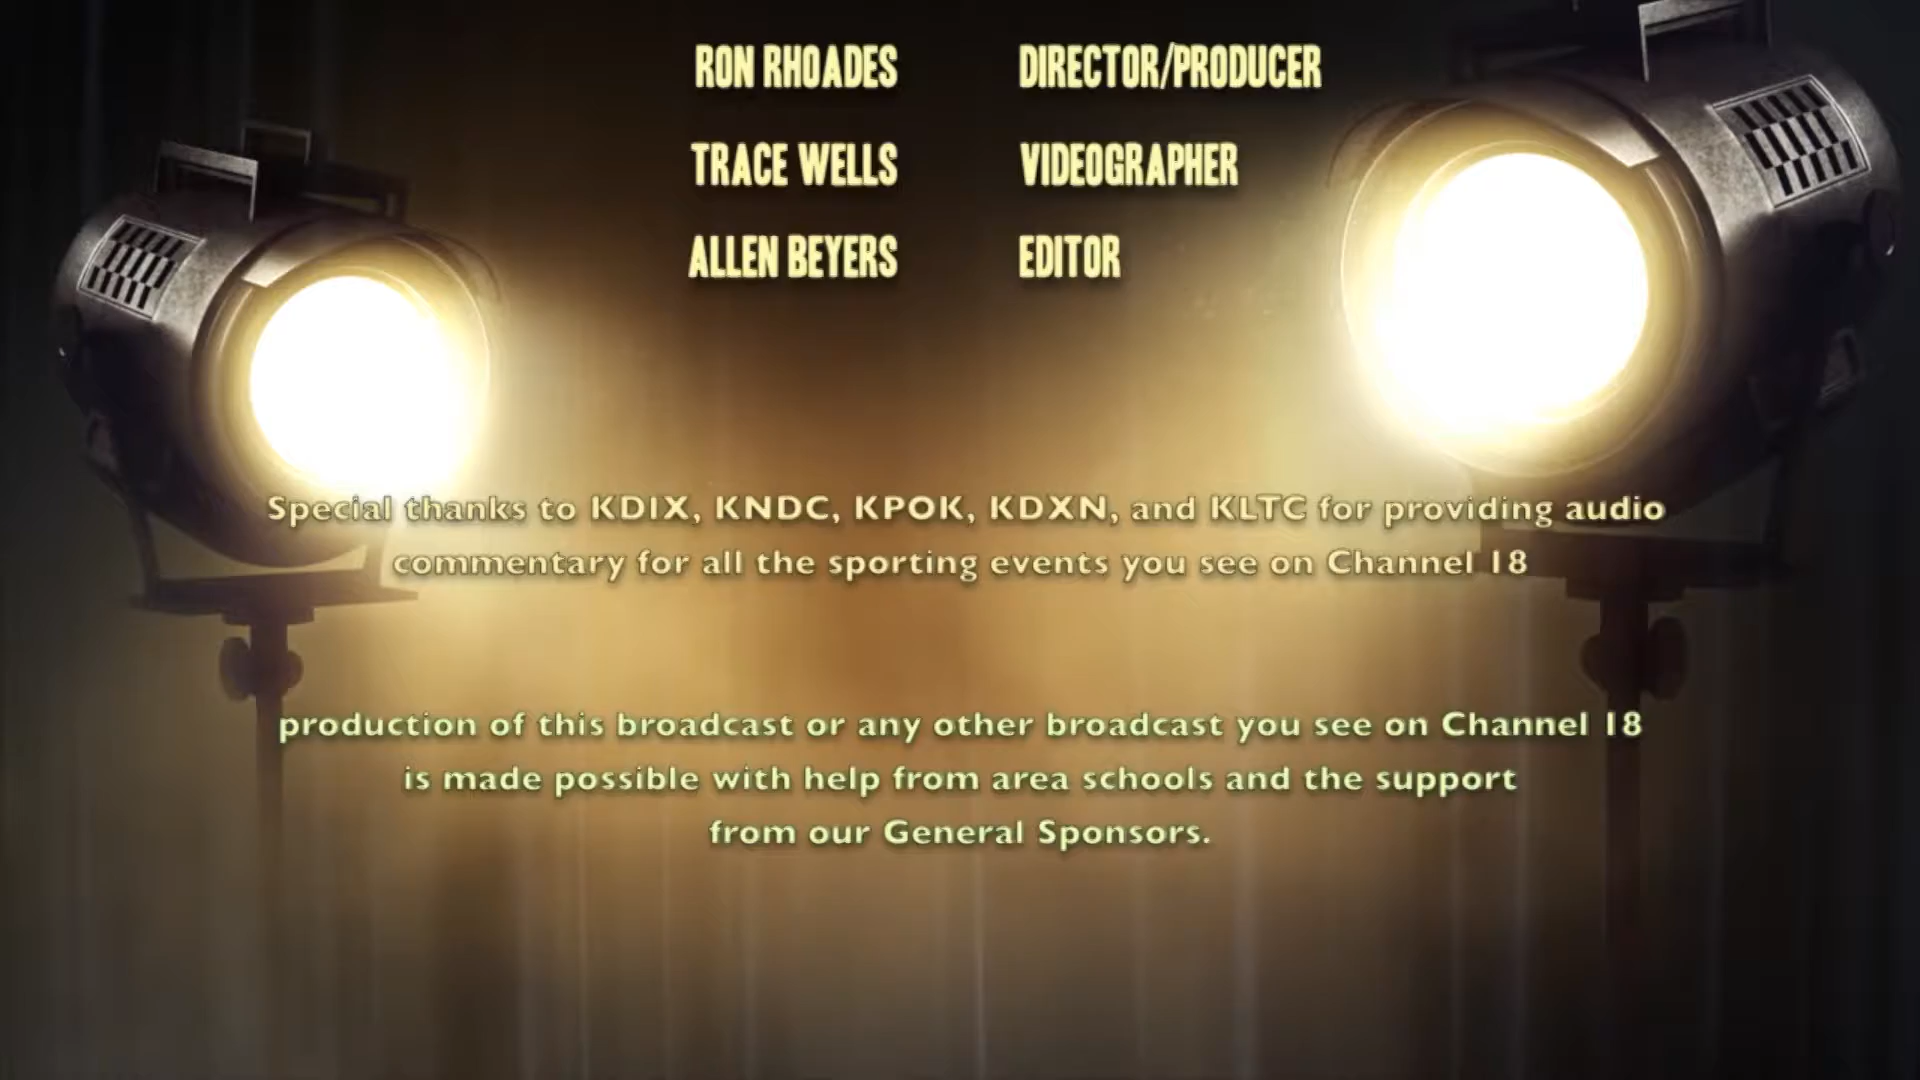 RON RHOADES DIRECTOR/PRODUCER
TRACE WELLS VIDEOGRAPHER
ALLEN BEYERS EDITOR
Special thanks to KDIX, KNDC, KPOK, KDXN, and KLTC for providing audio
commentary for all the sporting events you see on Channel 18
production of this broadcast or any other broadcast you see on Channel 18
is made possible with help from area schools and the support
from our General Sponsors.